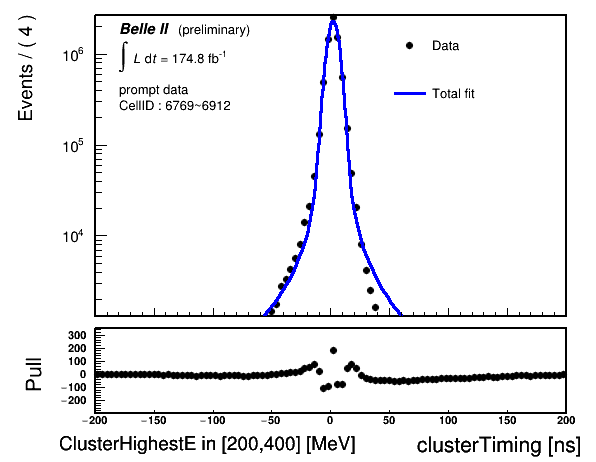 Belle II (preliminary)
∫ L dt = 174.8 fb⁻¹
prompt data
CellID : 6769~6912
Data
Total fit
Events / ( 4 )
10⁶
10⁵
10⁴
Pull
300
200
100
0
−100
−200
−200 −150 −100 −50 0 50 100 150 200
ClusterHighestE in [200,400] [MeV] clusterTiming [ns]